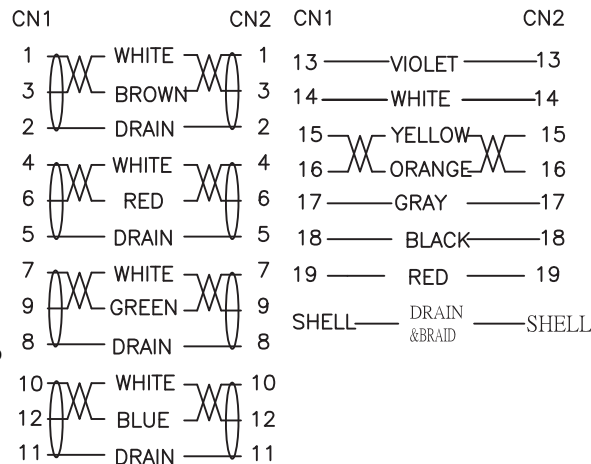 CN1 CN2
1 WHITE 1
3 BROWN 3
2 DRAIN 2
4 WHITE 4
6 RED 6
5 DRAIN 5
7 WHITE 7
9 GREEN 9
8 DRAIN 8
10 WHITE 10
12 BLUE 12
11 DRAIN 11
CN1 CN2
13 VIOLET 13
14 WHITE 14
15 YELLOW 15
16 ORANGE 16
17 GRAY 17
18 BLACK 18
19 RED 19
SHELL DRAIN SHELL
&BRAID